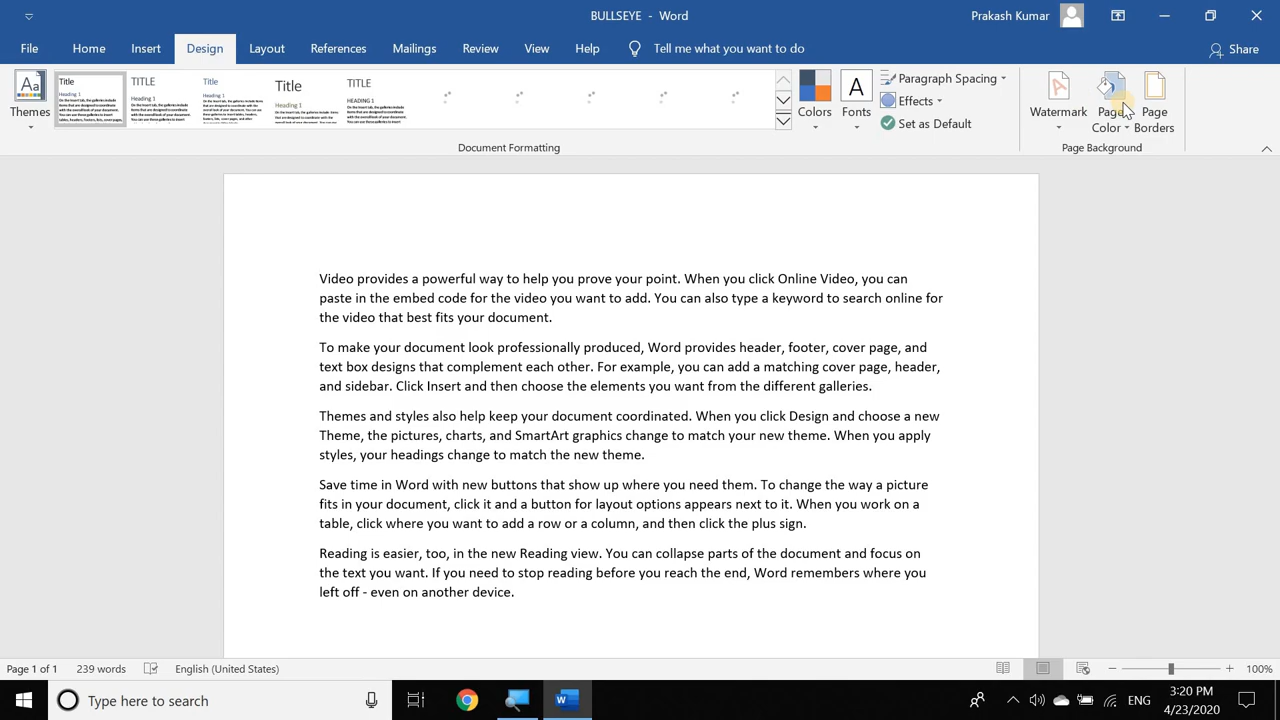 BULLSEYE - Word
Prakash Kumar
File Home Insert Design Layout References Mailings Review View Help Tell me what you want to do Share
Themes
Title
Heading 1
TITLE
Heading 1
Title
Heading 1
Title
Heading 1
TITLE
HEADING 1
Colors
Fonts
Paragraph Spacing
Effects
Set as Default
Watermark
Page Color
Page Borders
Document Formatting
Page Background
Video provides a powerful way to help you prove your point. When you click Online Video, you can
paste in the embed code for the video you want to add. You can also type a keyword to search online for
the video that best fits your document.
To make your document look professionally produced, Word provides header, footer, cover page, and
text box designs that complement each other. For example, you can add a matching cover page, header,
and sidebar. Click Insert and then choose the elements you want from the different galleries.
Themes and styles also help keep your document coordinated. When you click Design and choose a new
Theme, the pictures, charts, and SmartArt graphics change to match your new theme. When you apply
styles, your headings change to match the new theme.
Save time in Word with new buttons that show up where you need them. To change the way a picture
fits in your document, click it and a button for layout options appears next to it. When you work on a
table, click where you want to add a row or a column, and then click the plus sign.
Reading is easier, too, in the new Reading view. You can collapse parts of the document and focus on
the text you want. If you need to stop reading before you reach the end, Word remembers where you
left off - even on another device.
Page 1 of 1 239 words English (United States) 100%
Type here to search
ENG
3:20 PM
4/23/2020